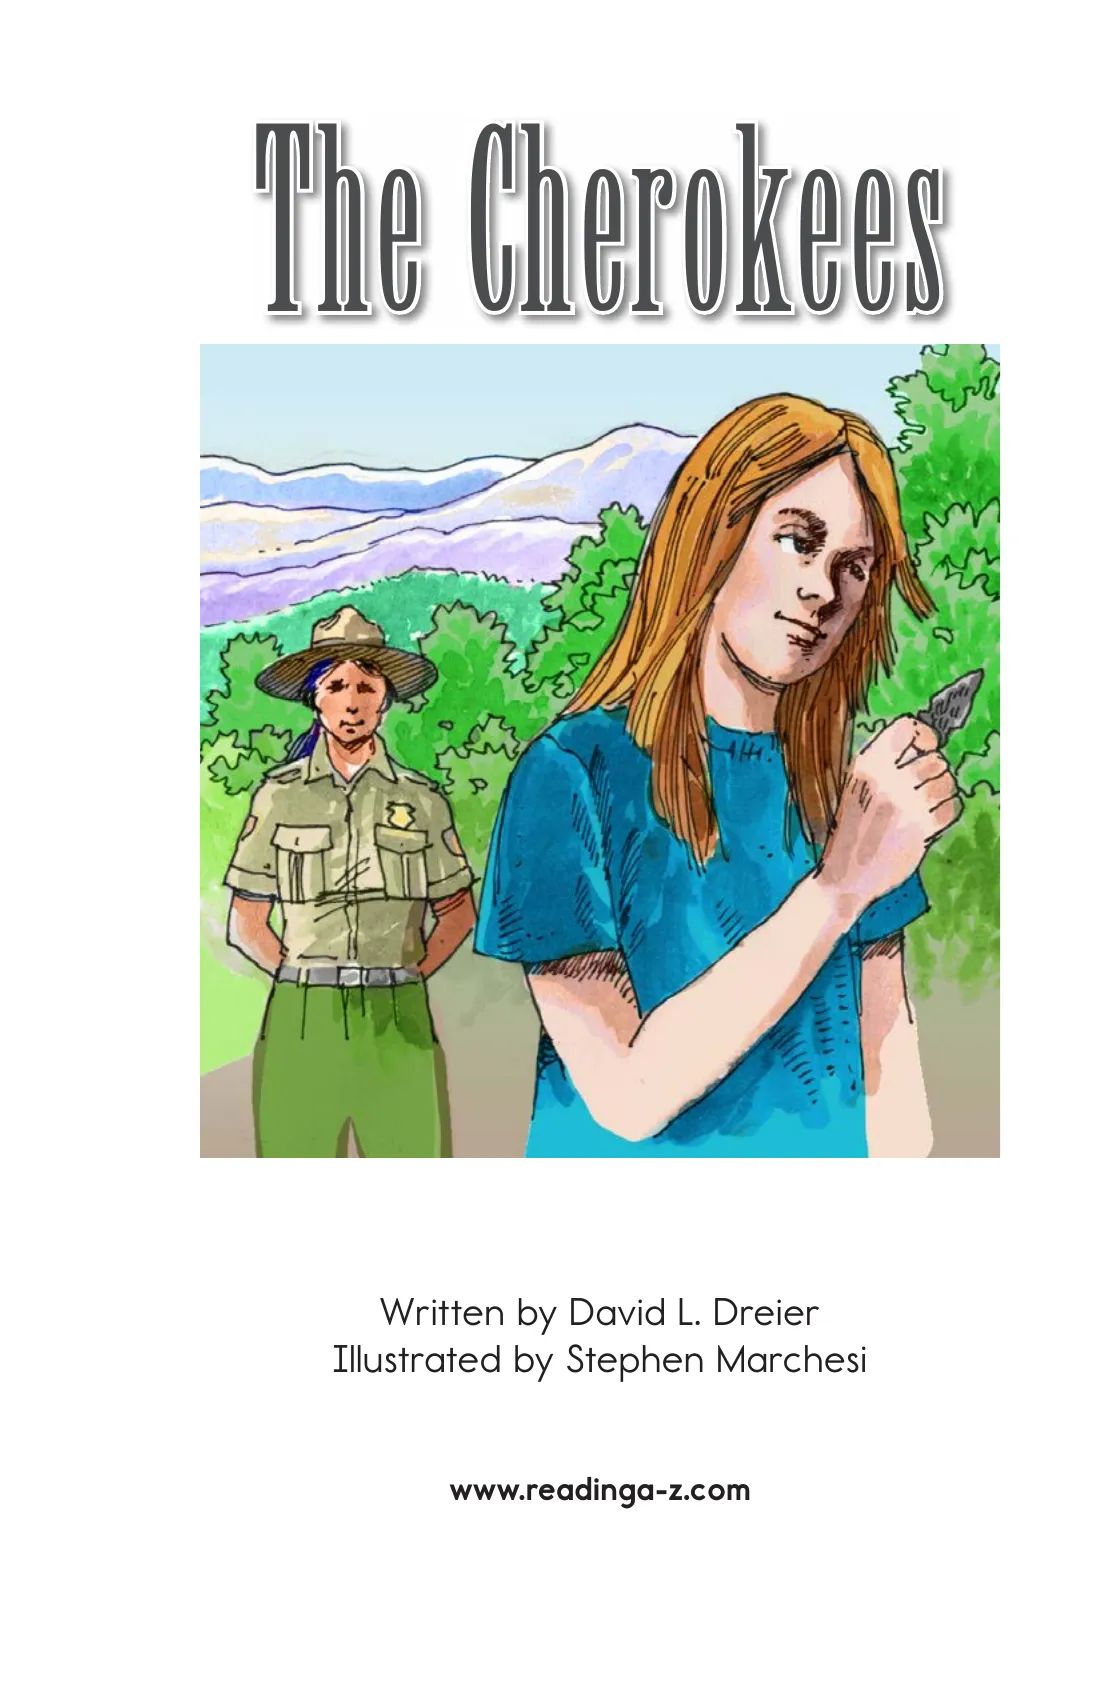 The Cherokees
Written by David L. Dreier
Illustrated by Stephen Marchesi
www.readinga-z.com